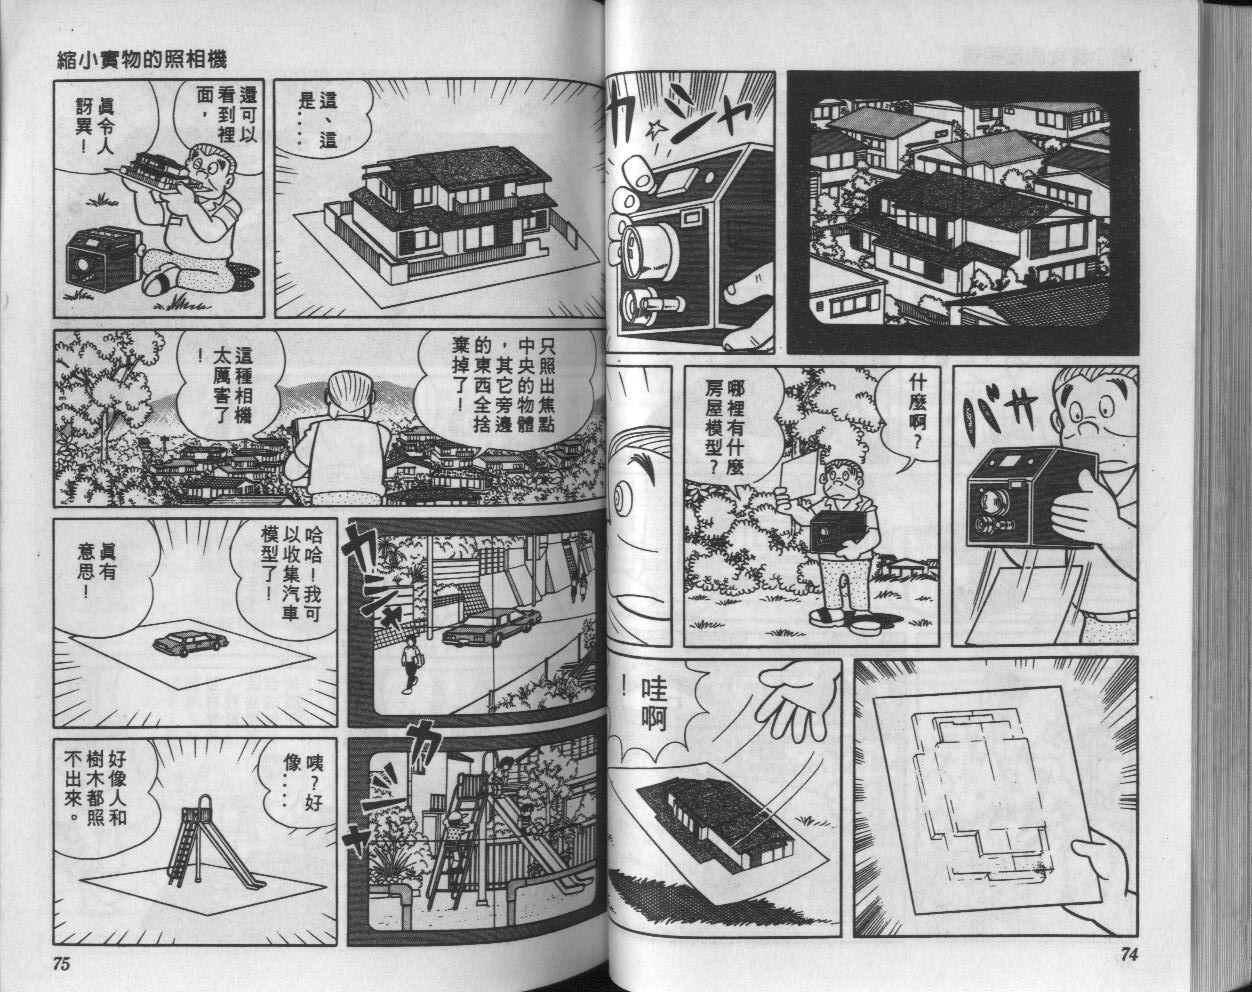 カシャ
バサ
什麼啊？
哪裡有什麼
房屋模型？
哇啊
！
74
縮小實物的照相機
這、這
是‥‥
還可以
看到裡
面，
眞令人
訝異！
只照出焦點
中央的物體
，其它旁邊
的東西全捨
棄掉了！
這種相機
太厲害了
！
カシャ
哈哈！我可
以收集汽車
模型了！
眞有
意思！
カシャ
咦？好
像‥‥
好像人和
樹木都照
不出來。
75